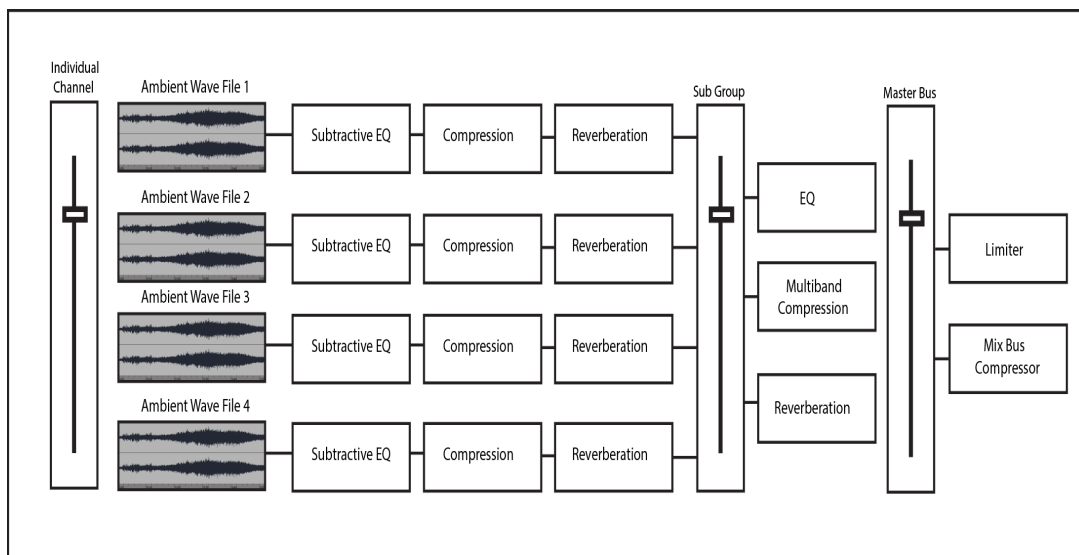 Individual
Channel
Ambient Wave File 1
Subtractive EQ
Compression
Reverberation
Ambient Wave File 2
Subtractive EQ
Compression
Reverberation
Ambient Wave File 3
Subtractive EQ
Compression
Reverberation
Ambient Wave File 4
Subtractive EQ
Compression
Reverberation
Sub Group
EQ
Multiband
Compression
Reverberation
Master Bus
Limiter
Mix Bus
Compressor